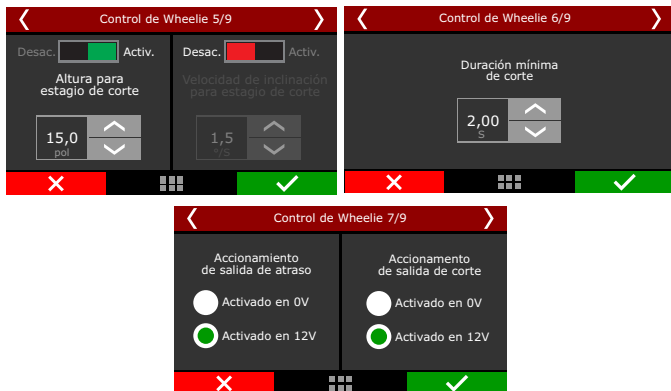 Control de Wheelie 5/9
Desac. Activ.
Altura para
estagio de corte
15,0
pol
Desac. Activ.
Velocidad de inclinación
para estagio de corte
1,5
°/S
Control de Wheelie 6/9
Duración mínima
de corte
2,00
S
Control de Wheelie 7/9
Accionamiento
de salida de atraso
Activado en 0V
Activado en 12V
Accionamento
de salida de corte
Activado en 0V
Activado en 12V